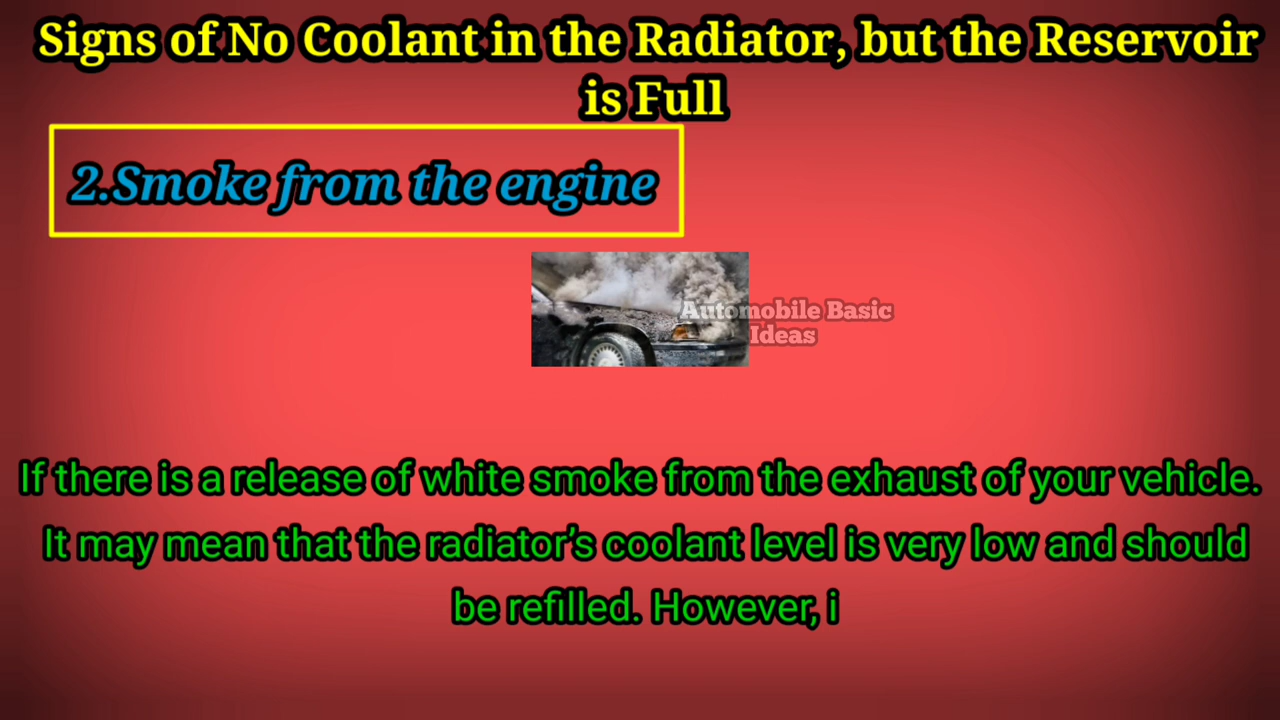 Signs of No Coolant in the Radiator, but the Reservoir
is Full
2.Smoke from the engine
Automobile Basic
Ideas
If there is a release of white smoke from the exhaust of your vehicle.
It may mean that the radiator’s coolant level is very low and should
be refilled. However, i